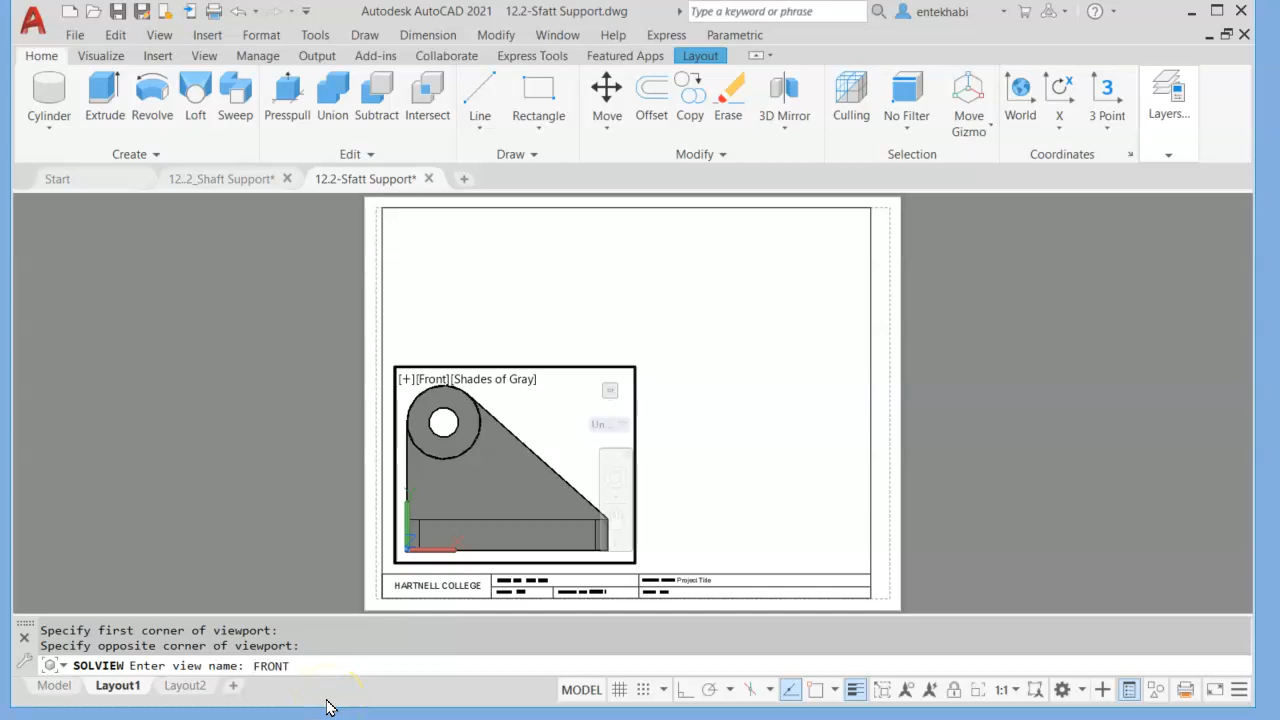 Autodesk AutoCAD 2021 12.2-Sfatt Support.dwg Type a keyword or phrase entekhabi
File Edit View Insert Format Tools Draw Dimension Modify Window Help Express Parametric
Home Visualize Insert View Manage Output Add-ins Collaborate Express Tools Featured Apps Layout
Cylinder Extrude Revolve Loft Sweep Presspull Union Subtract Intersect Line Rectangle Move Offset Copy Erase 3D Mirror Culling No Filter Move Gizmo World X 3 Point Layers...
Create Edit Draw Modify Selection Coordinates
Start 12..2_Shaft Support* 12.2-Sfatt Support*
[+][Front][Shades of Gray]
Un...
HARTNELL COLLEGE
Project Title
Specify first corner of viewport:
Specify opposite corner of viewport:
SOLVIEW Enter view name: FRONT
Model Layout1 Layout2 + MODEL 1:1